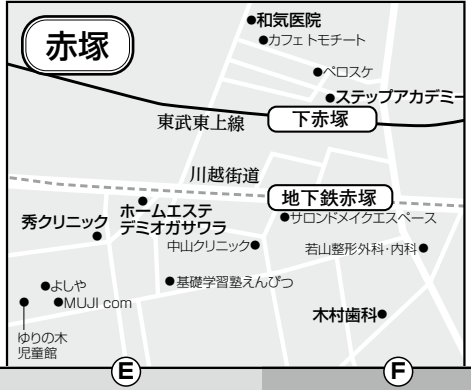 赤塚
和気医院
カフェトモチート
ペロスケ
ステップアカデミー
東武東上線
下赤塚
川越街道
地下鉄赤塚
ホームエステ
デミオガサワラ
サロンドメイクエスペース
秀クリニック
中山クリニック
若山整形外科・内科
よしや
基礎学習塾えんぴつ
MUJI com
木村歯科
ゆりの木
児童館
E
F